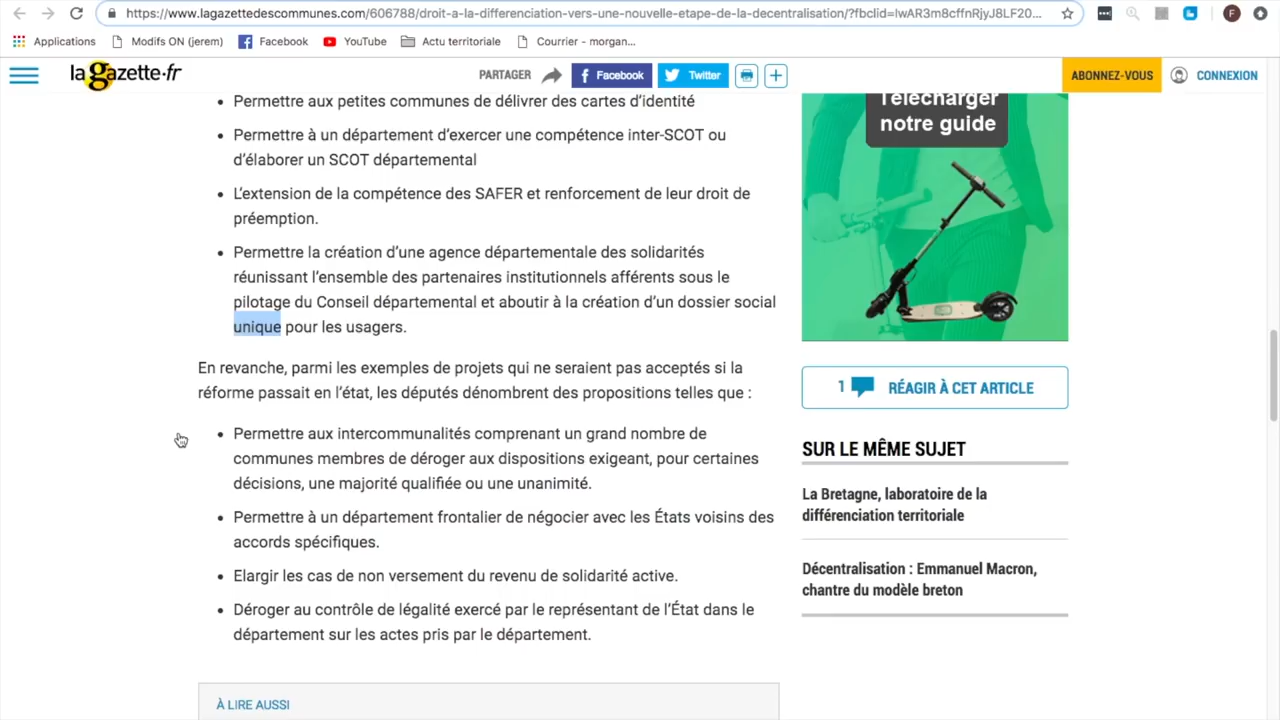 https://www.lagazettedescommunes.com/606788/droit-a-la-differenciation-vers-une-nouvelle-etape-de-la-decentralisation/?fbclid=IwAR3m8cffnRjyJ8LF20...
F
Applications
Modifs ON (jerem)
Facebook
YouTube
Actu territoriale
Courrier - morgan...
la gazette·fr
PARTAGER
Facebook
Twitter
ABONNEZ-VOUS
CONNEXION
• Permettre aux petites communes de délivrer des cartes d’identité
• Permettre à un département d’exercer une compétence inter-SCOT ou
d’élaborer un SCOT départemental
• L’extension de la compétence des SAFER et renforcement de leur droit de
préemption.
• Permettre la création d’une agence départementale des solidarités
réunissant l’ensemble des partenaires institutionnels afférents sous le
pilotage du Conseil départemental et aboutir à la création d’un dossier social
unique pour les usagers.
En revanche, parmi les exemples de projets qui ne seraient pas acceptés si la
réforme passait en l’état, les députés dénombrent des propositions telles que :
• Permettre aux intercommunalités comprenant un grand nombre de
communes membres de déroger aux dispositions exigeant, pour certaines
décisions, une majorité qualifiée ou une unanimité.
• Permettre à un département frontalier de négocier avec les États voisins des
accords spécifiques.
• Elargir les cas de non versement du revenu de solidarité active.
• Déroger au contrôle de légalité exercé par le représentant de l’État dans le
département sur les actes pris par le département.
À LIRE AUSSI
Télécharger
notre guide
1 RÉAGIR À CET ARTICLE
SUR LE MÊME SUJET
La Bretagne, laboratoire de la
différenciation territoriale
Décentralisation : Emmanuel Macron,
chantre du modèle breton